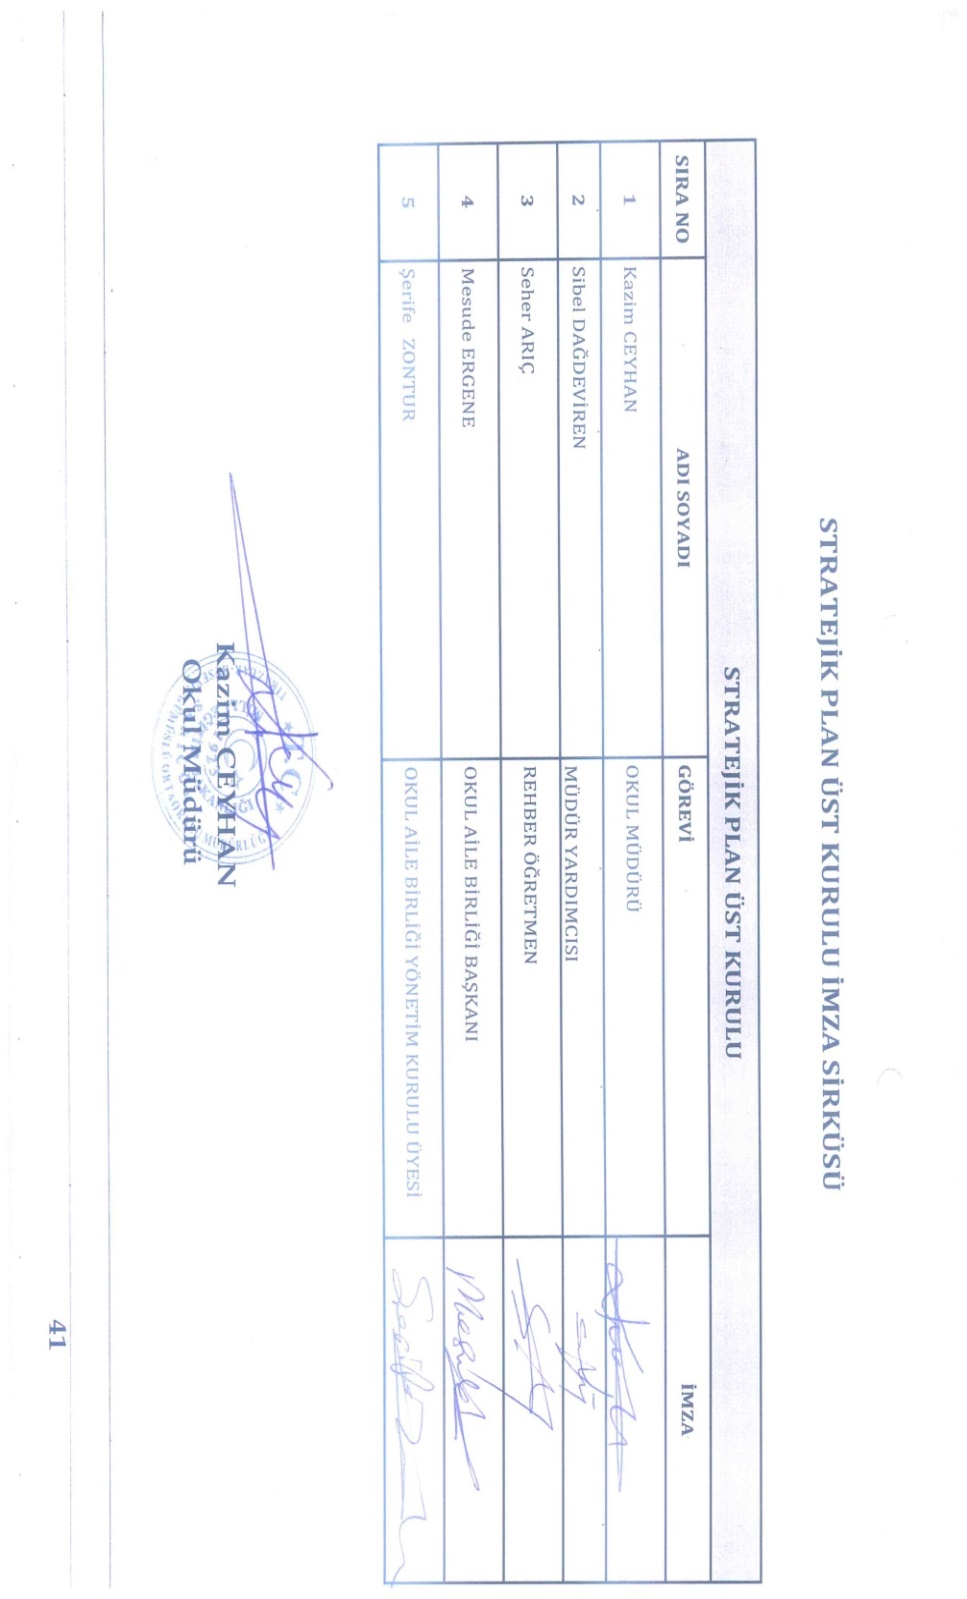 STRATEJİK PLAN ÜST KURULU İMZA SİRKÜSÜ
STRATEJİK PLAN ÜST KURULU
SIRA NO ADI SOYADI GÖREVİ İMZA
1 Kazim CEYHAN OKUL MÜDÜRÜ
2 Sibel DAĞDEVİREN MÜDÜR YARDIMCISI
3 Seher ARIÇ REHBER ÖĞRETMEN
4 Mesude ERGENE OKUL AİLE BİRLİĞİ BAŞKANI
5 Şerife ZONTUR OKUL AİLE BİRLİĞİ YÖNETİM KURULU ÜYESİ
Kazim CEYHAN
Okul Müdürü
41